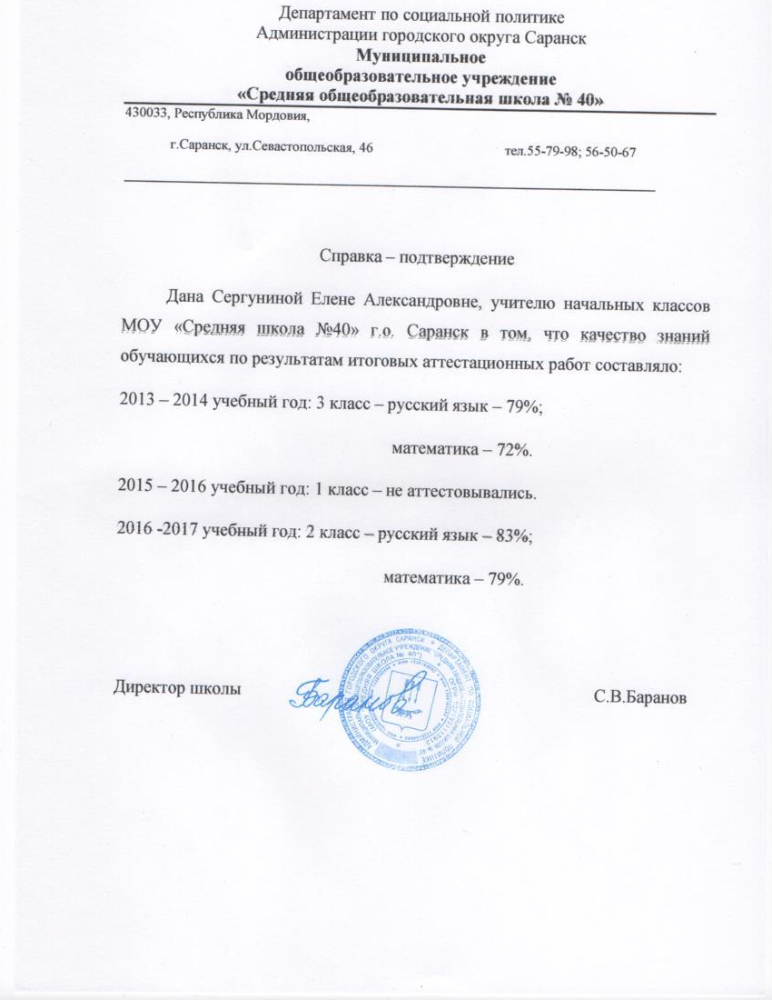 Департамент по социальной политике
Администрации городского округа Саранск
Муниципальное
общеобразовательное учреждение
«Средняя общеобразовательная школа № 40»
430033, Республика Мордовия,
г.Саранск, ул.Севастопольская, 46 тел.55-79-98; 56-50-67
Справка – подтверждение
Дана Сергуниной Елене Александровне, учителю начальных классов
МОУ «Средняя школа №40» г.о. Саранск в том, что качество знаний
обучающихся по результатам итоговых аттестационных работ составляло:
2013 – 2014 учебный год: 3 класс – русский язык – 79%;
математика – 72%.
2015 – 2016 учебный год: 1 класс – не аттестовывались.
2016 -2017 учебный год: 2 класс – русский язык – 83%;
математика – 79%.
Директор школы Баранов С.В.Баранов